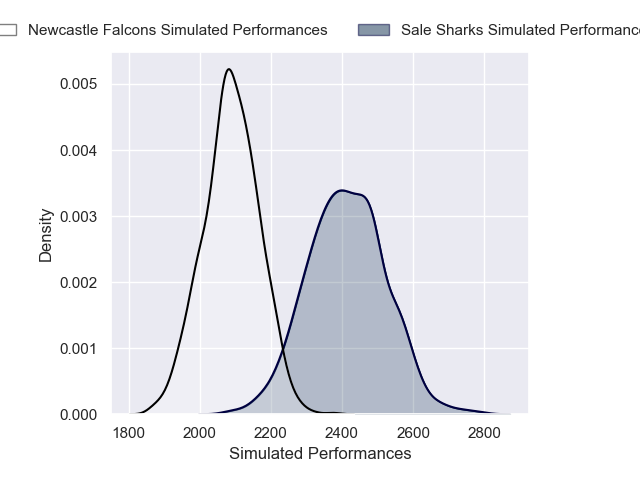 Newcastle Falcons Simulated Performances
Sale Sharks Simulated Performance
0.005
0.004
0.003
0.002
0.001
0.000
Density
1800 2000 2200 2400 2600 2800
Simulated Performances